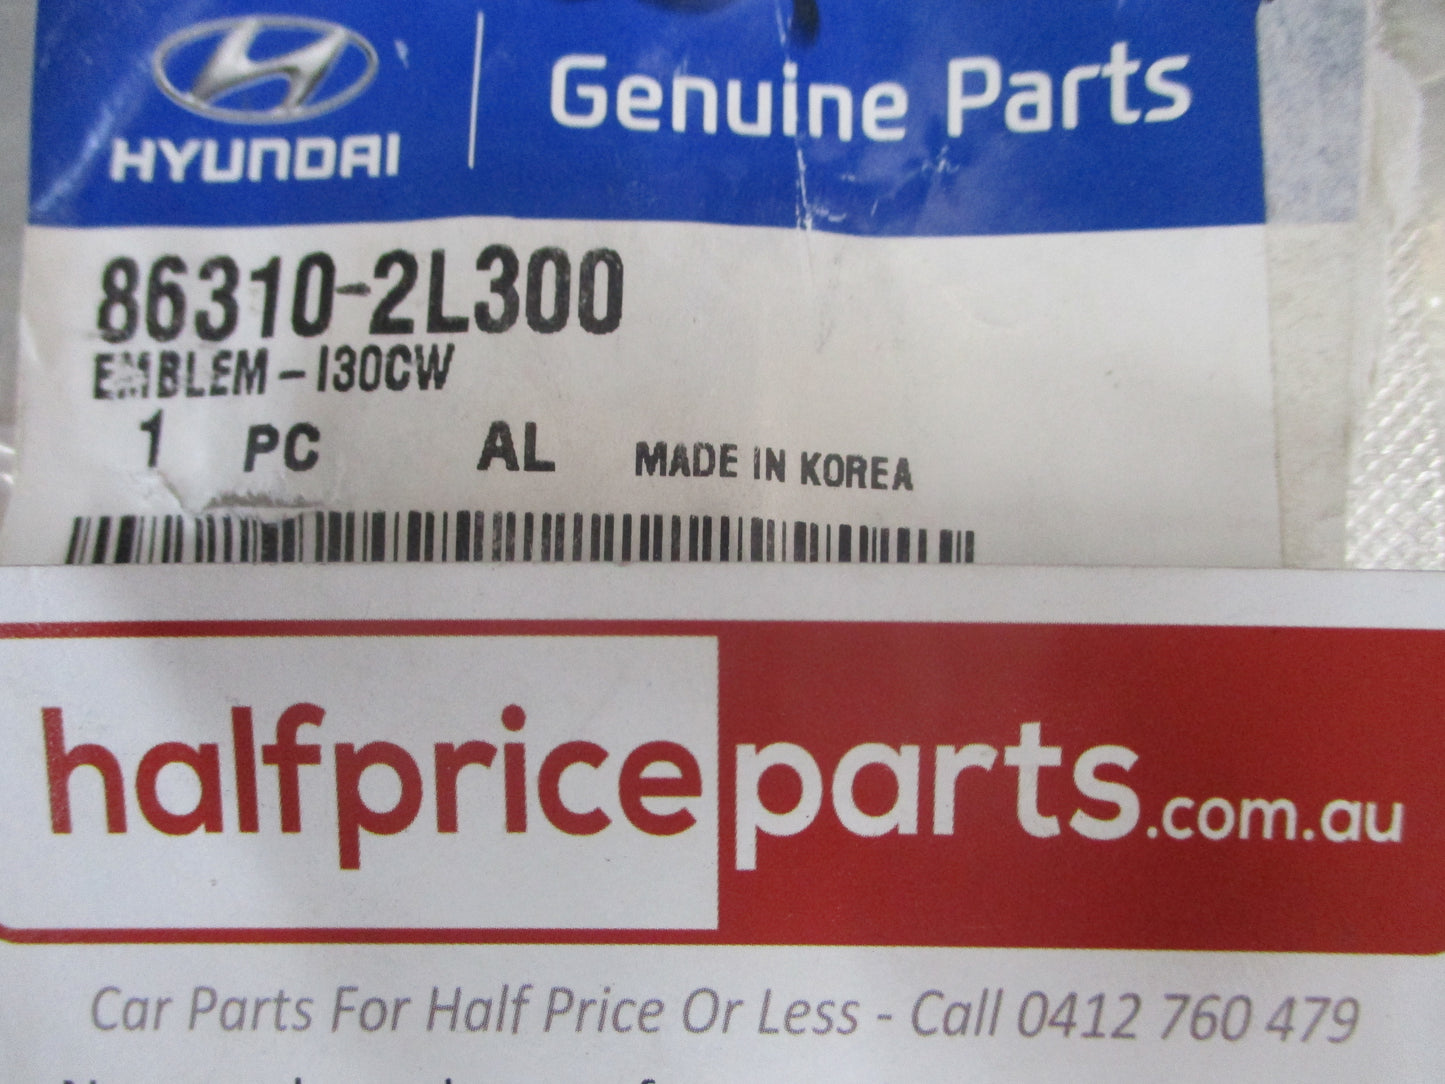 HYUNDAI
Genuine Parts
86310-2L300
EMBLEM-I30CW
1 PC AL MADE IN KOREA
halfpriceparts.com.au
Car Parts For Half Price Or Less - Call 0412 760 479